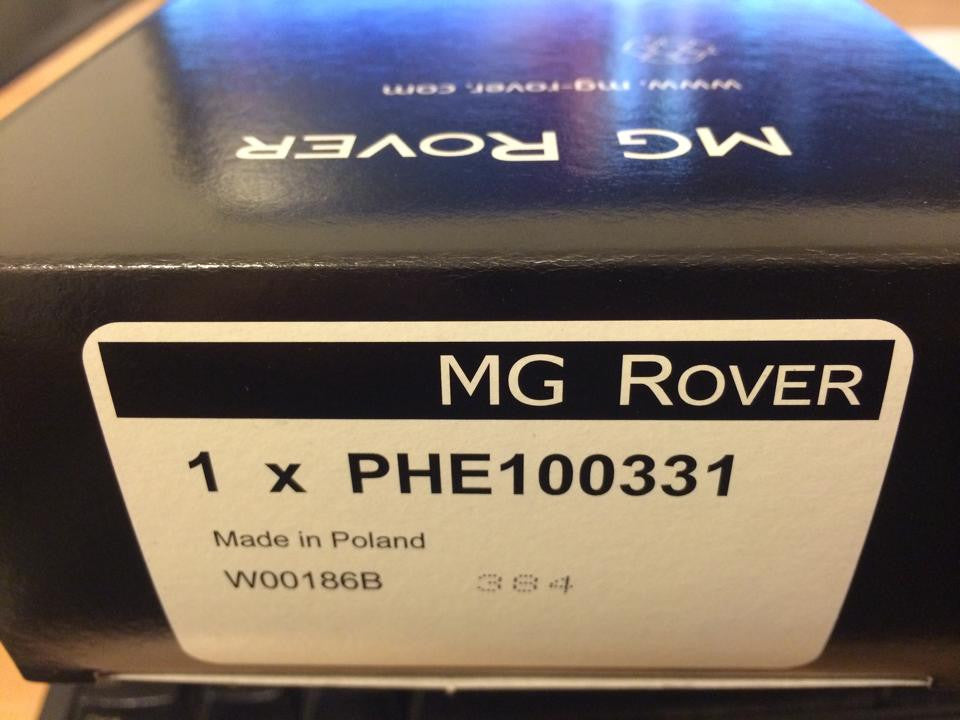 www.mg-rover.com
MG ROVER
MG ROVER
1 x PHE100331
Made in Poland
W00186B 384